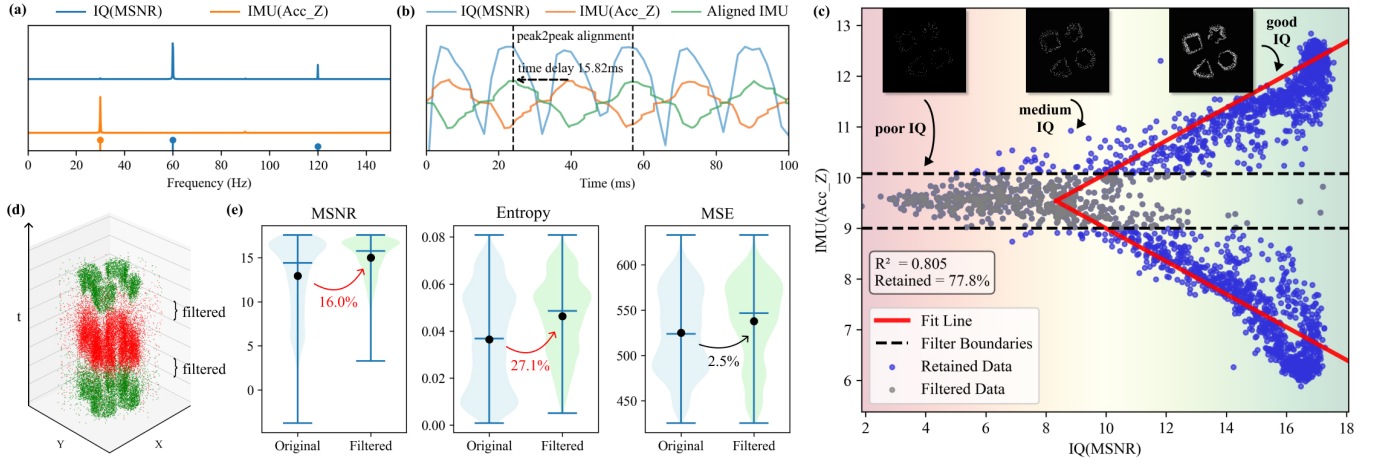 (a)
IQ(MSNR)
IMU(Acc_Z)
0 20 40 60 80 100 120 140
Frequency (Hz)
(b)
IQ(MSNR)
IMU(Acc_Z)
Aligned IMU
peak2peak alignment
time delay 15.82ms
0 20 40 60 80 100
Time (ms)
(c)
13
12
11
10
9
8
7
6
IMU(Acc_Z)
poor IQ
medium
IQ
good
IQ
R² = 0.805
Retained = 77.8%
Fit Line
Filter Boundaries
Retained Data
Filtered Data
2 4 6 8 10 12 14 16 18
IQ(MSNR)
(d)
t
filtered
filtered
Y
X
(e)
MSNR
15
10
5
0
16.0%
Original Filtered
Entropy
0.08
0.06
0.04
0.02
0.00
27.1%
Original Filtered
MSE
600
550
500
450
2.5%
Original Filtered